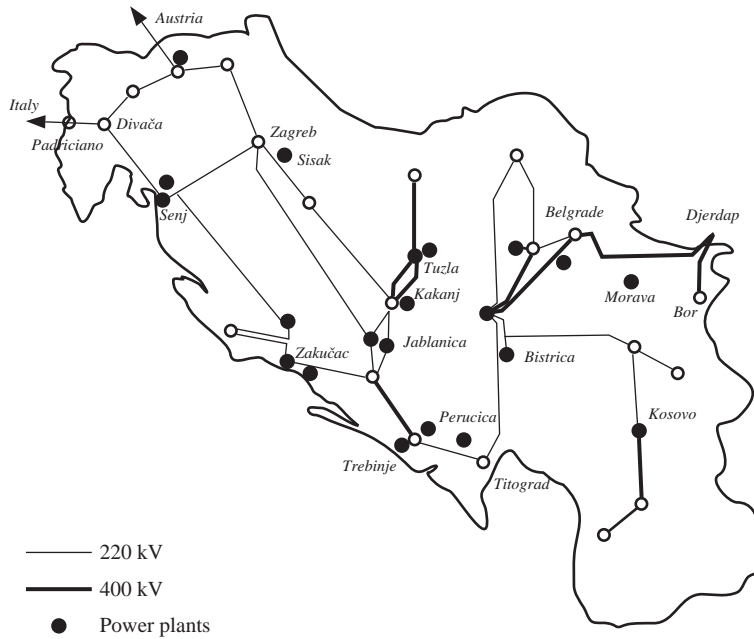 Austria
Italy
Padriciano
Divača
Zagreb
Sisak
Senj
Belgrade
Djerdap
Tuzla
Kakanj
Morava
Bor
Jablanica
Zakučac
Bistrica
Perucica
Kosovo
Trebinje
Titograd
220 kV
400 kV
Power plants